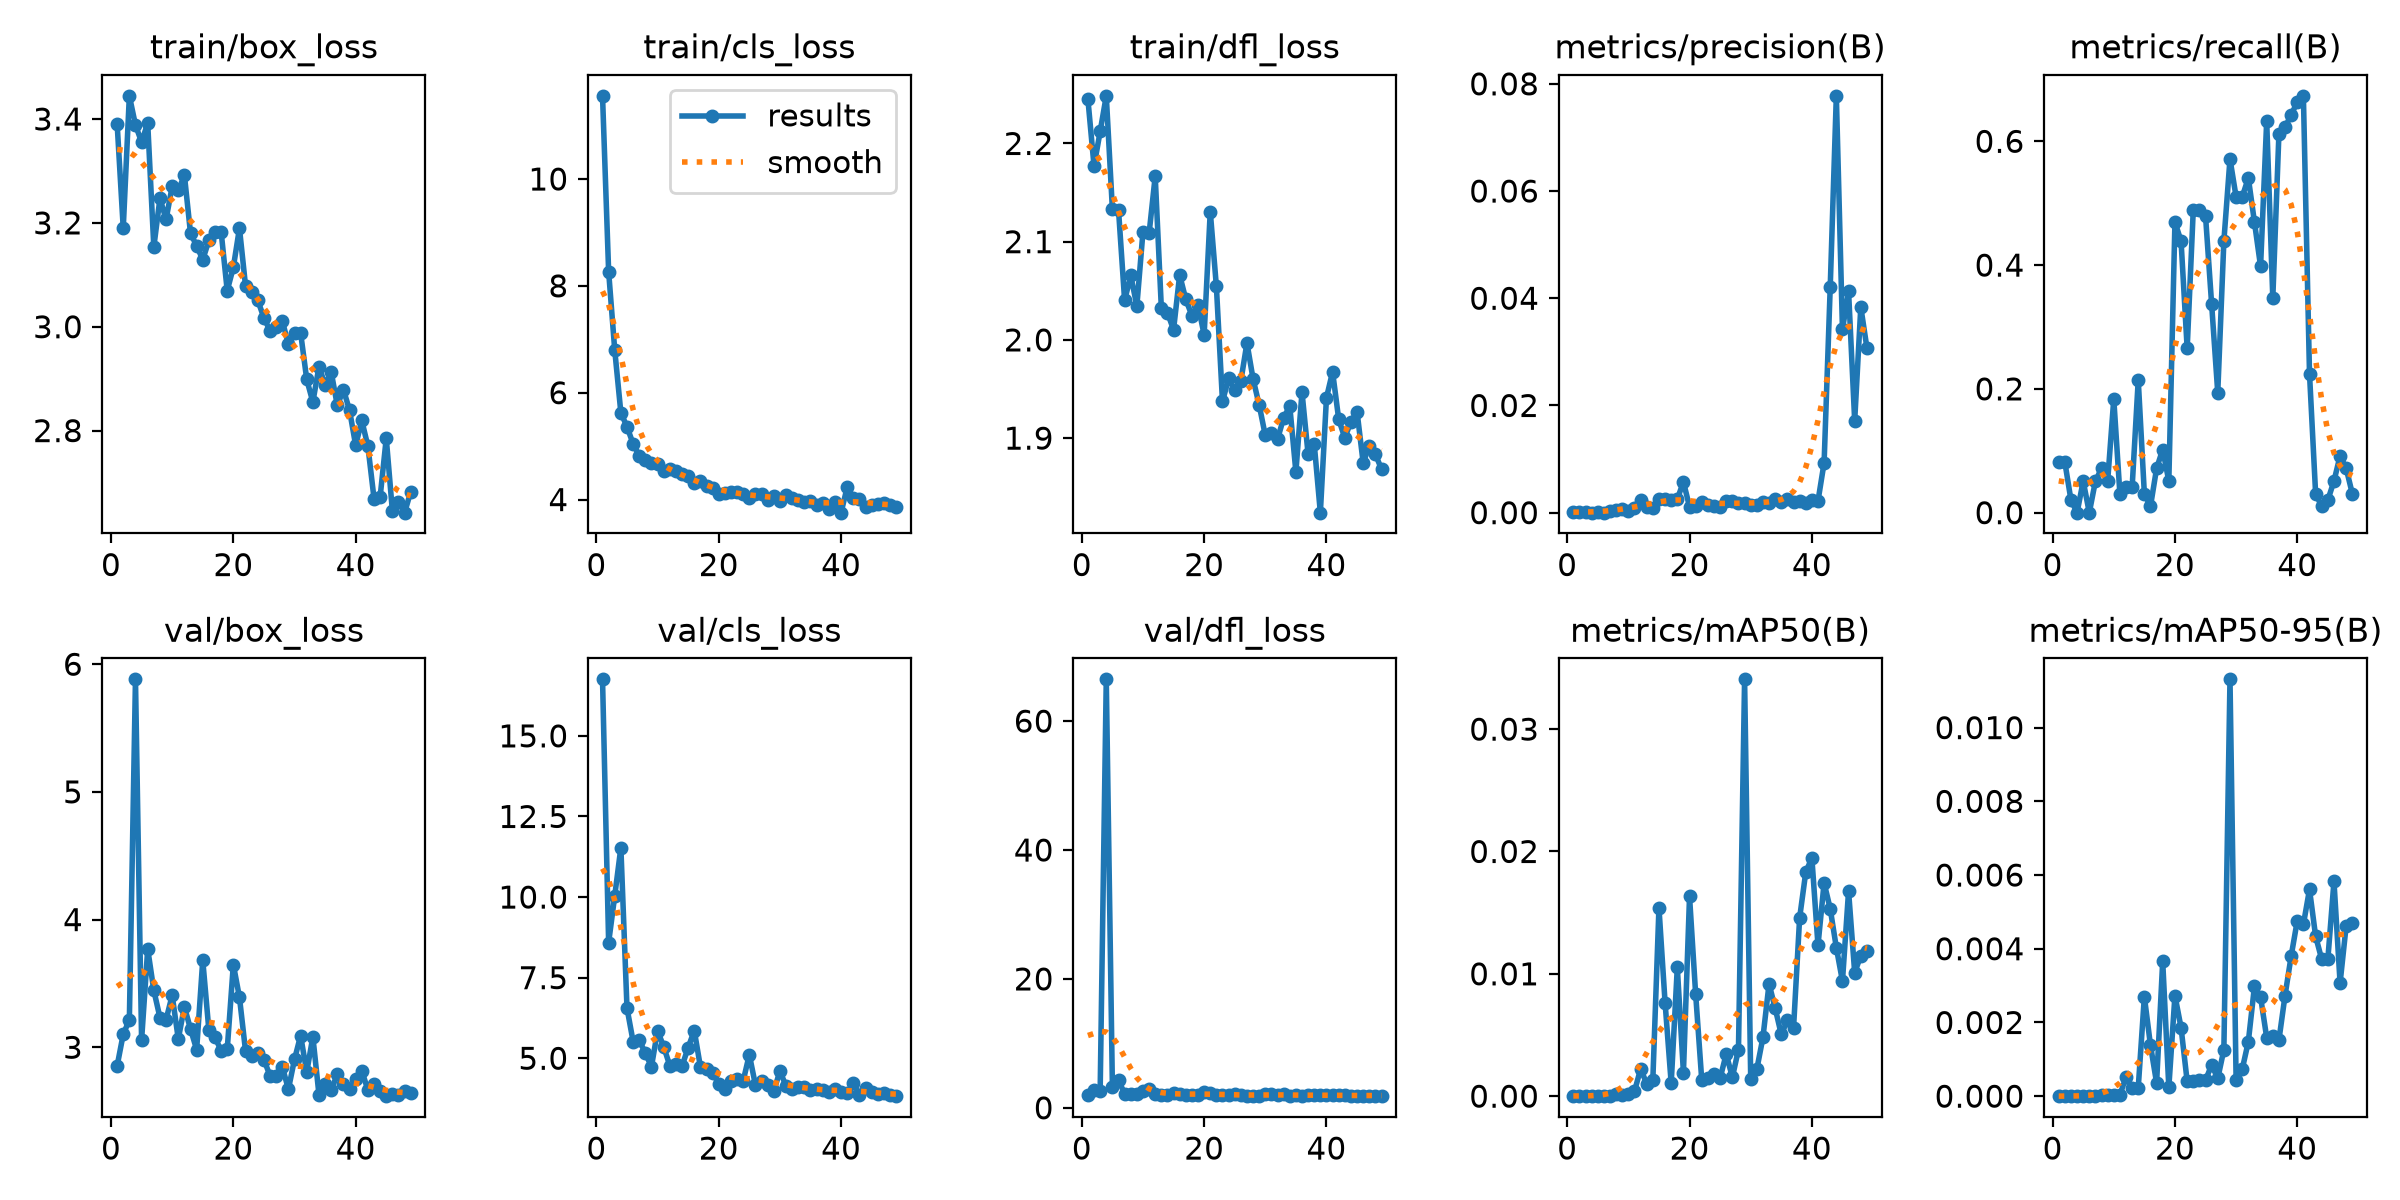 train/box_loss
3.4
3.2
3.0
2.8
0 20 40
train/cls_loss
results
smooth
10
8
6
4
0 20 40
train/dfl_loss
2.2
2.1
2.0
1.9
0 20 40
metrics/precision(B)
0.08
0.06
0.04
0.02
0.00
0 20 40
metrics/recall(B)
0.6
0.4
0.2
0.0
0 20 40
val/box_loss
6
5
4
3
0 20 40
val/cls_loss
15.0
12.5
10.0
7.5
5.0
0 20 40
val/dfl_loss
60
40
20
0
0 20 40
metrics/mAP50(B)
0.03
0.02
0.01
0.00
0 20 40
metrics/mAP50-95(B)
0.010
0.008
0.006
0.004
0.002
0.000
0 20 40